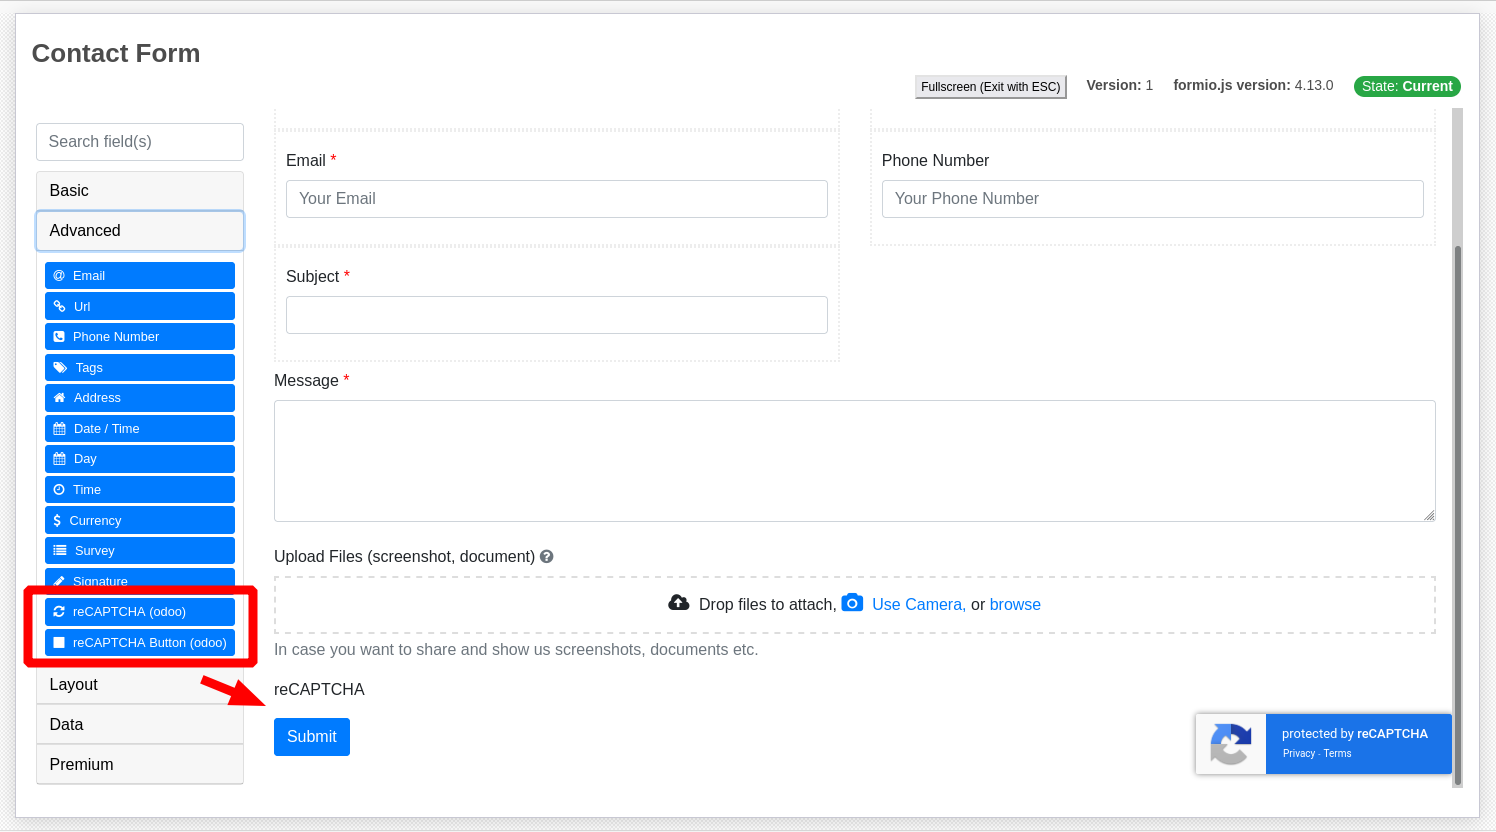 Contact Form
Fullscreen (Exit with ESC) Version: 1 formio.js version: 4.13.0 State: Current
Search field(s)
Basic
Advanced
Email
Url
Phone Number
Tags
Address
Date / Time
Day
Time
Currency
Survey
Signature
reCAPTCHA (odoo)
reCAPTCHA Button (odoo)
Layout
Data
Premium
Email *
Your Email
Phone Number
Your Phone Number
Subject *
Message *
Upload Files (screenshot, document)
Drop files to attach, Use Camera, or browse
In case you want to share and show us screenshots, documents etc.
reCAPTCHA
Submit
protected by reCAPTCHA
Privacy - Terms